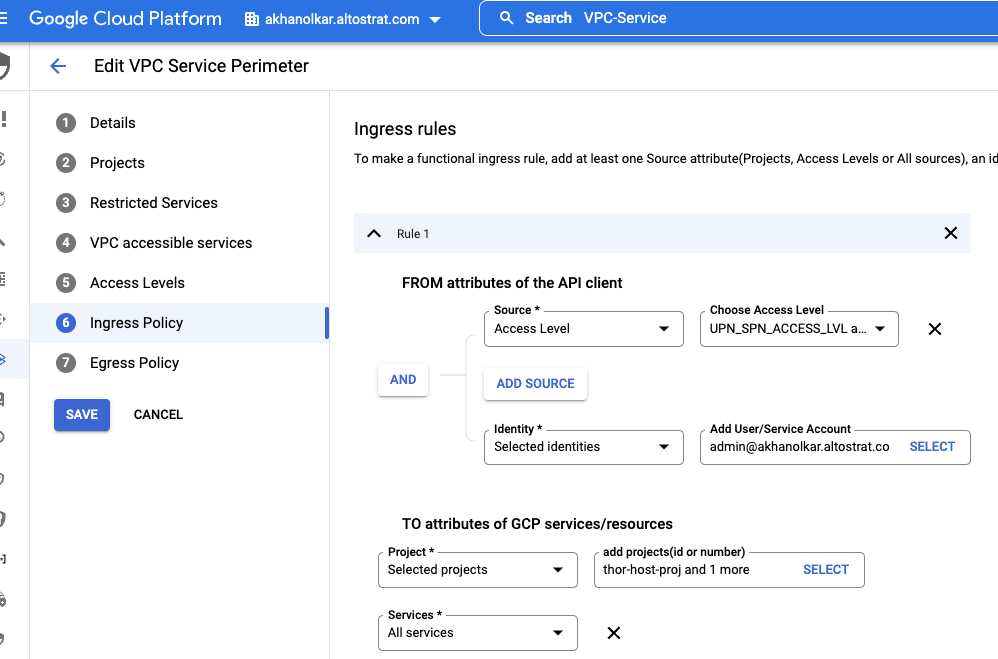 Google Cloud Platform akhanolkar.altostrat.com Search VPC-Service
Edit VPC Service Perimeter
1 Details
2 Projects
3 Restricted Services
4 VPC accessible services
5 Access Levels
6 Ingress Policy
7 Egress Policy
SAVE CANCEL
Ingress rules
To make a functional ingress rule, add at least one Source attribute(Projects, Access Levels or All sources), an id
Rule 1
FROM attributes of the API client
Source * Choose Access Level
Access Level UPN_SPN_ACCESS_LVL a...
AND
ADD SOURCE
Identity * Add User/Service Account
Selected identities admin@akhanolkar.altostrat.co SELECT
TO attributes of GCP services/resources
Project * add projects(id or number)
Selected projects thor-host-proj and 1 more SELECT
Services *
All services